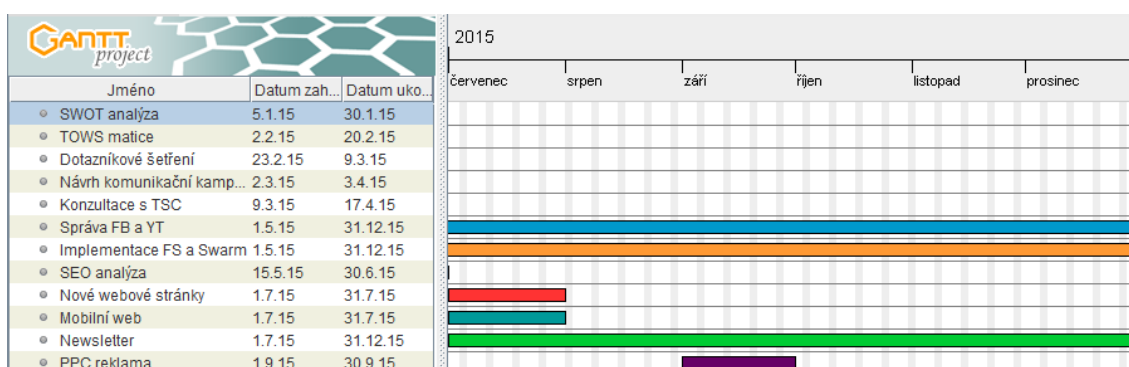 GANTT project
2015
červenec srpen září říjen listopad prosinec
Jméno Datum zah... Datum uko...
SWOT analýza 5.1.15 30.1.15
TOWS matice 2.2.15 20.2.15
Dotazníkové šetření 23.2.15 9.3.15
Návrh komunikační kamp... 2.3.15 3.4.15
Konzultace s TSC 9.3.15 17.4.15
Správa FB a YT 1.5.15 31.12.15
Implementace FS a Swarm 1.5.15 31.12.15
SEO analýza 15.5.15 30.6.15
Nové webové stránky 1.7.15 31.7.15
Mobilní web 1.7.15 31.7.15
Newsletter 1.7.15 31.12.15
PPC reklama 1.9.15 30.9.15